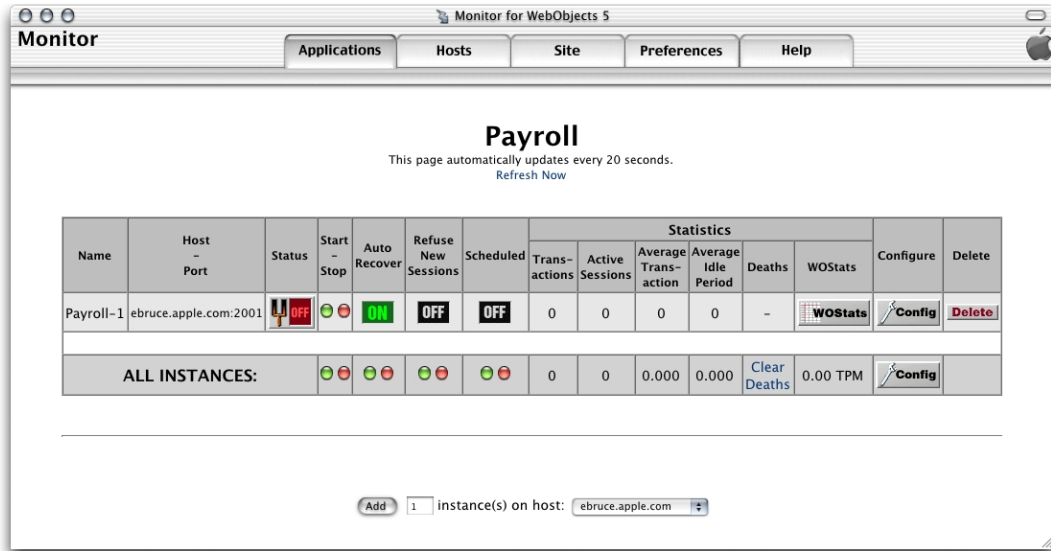 Monitor for WebObjects 5
Monitor
Applications
Hosts
Site
Preferences
Help
Payroll
This page automatically updates every 20 seconds.
Refresh Now
Name
Host
–
Port
Status
Start
–
Stop
Auto
Recover
Refuse
New
Sessions
Scheduled
Statistics
Trans-
actions
Active
Sessions
Average
Trans-
action
Average
Idle
Period
Deaths
WOStats
Configure
Delete
Payroll-1 ebruce.apple.com:2001 OFF ON OFF OFF 0 0 0 0 – WOStats Config Delete
ALL INSTANCES: 0 0 0.000 0.000 Clear Deaths 0.00 TPM Config
Add 1 instance(s) on host: ebruce.apple.com